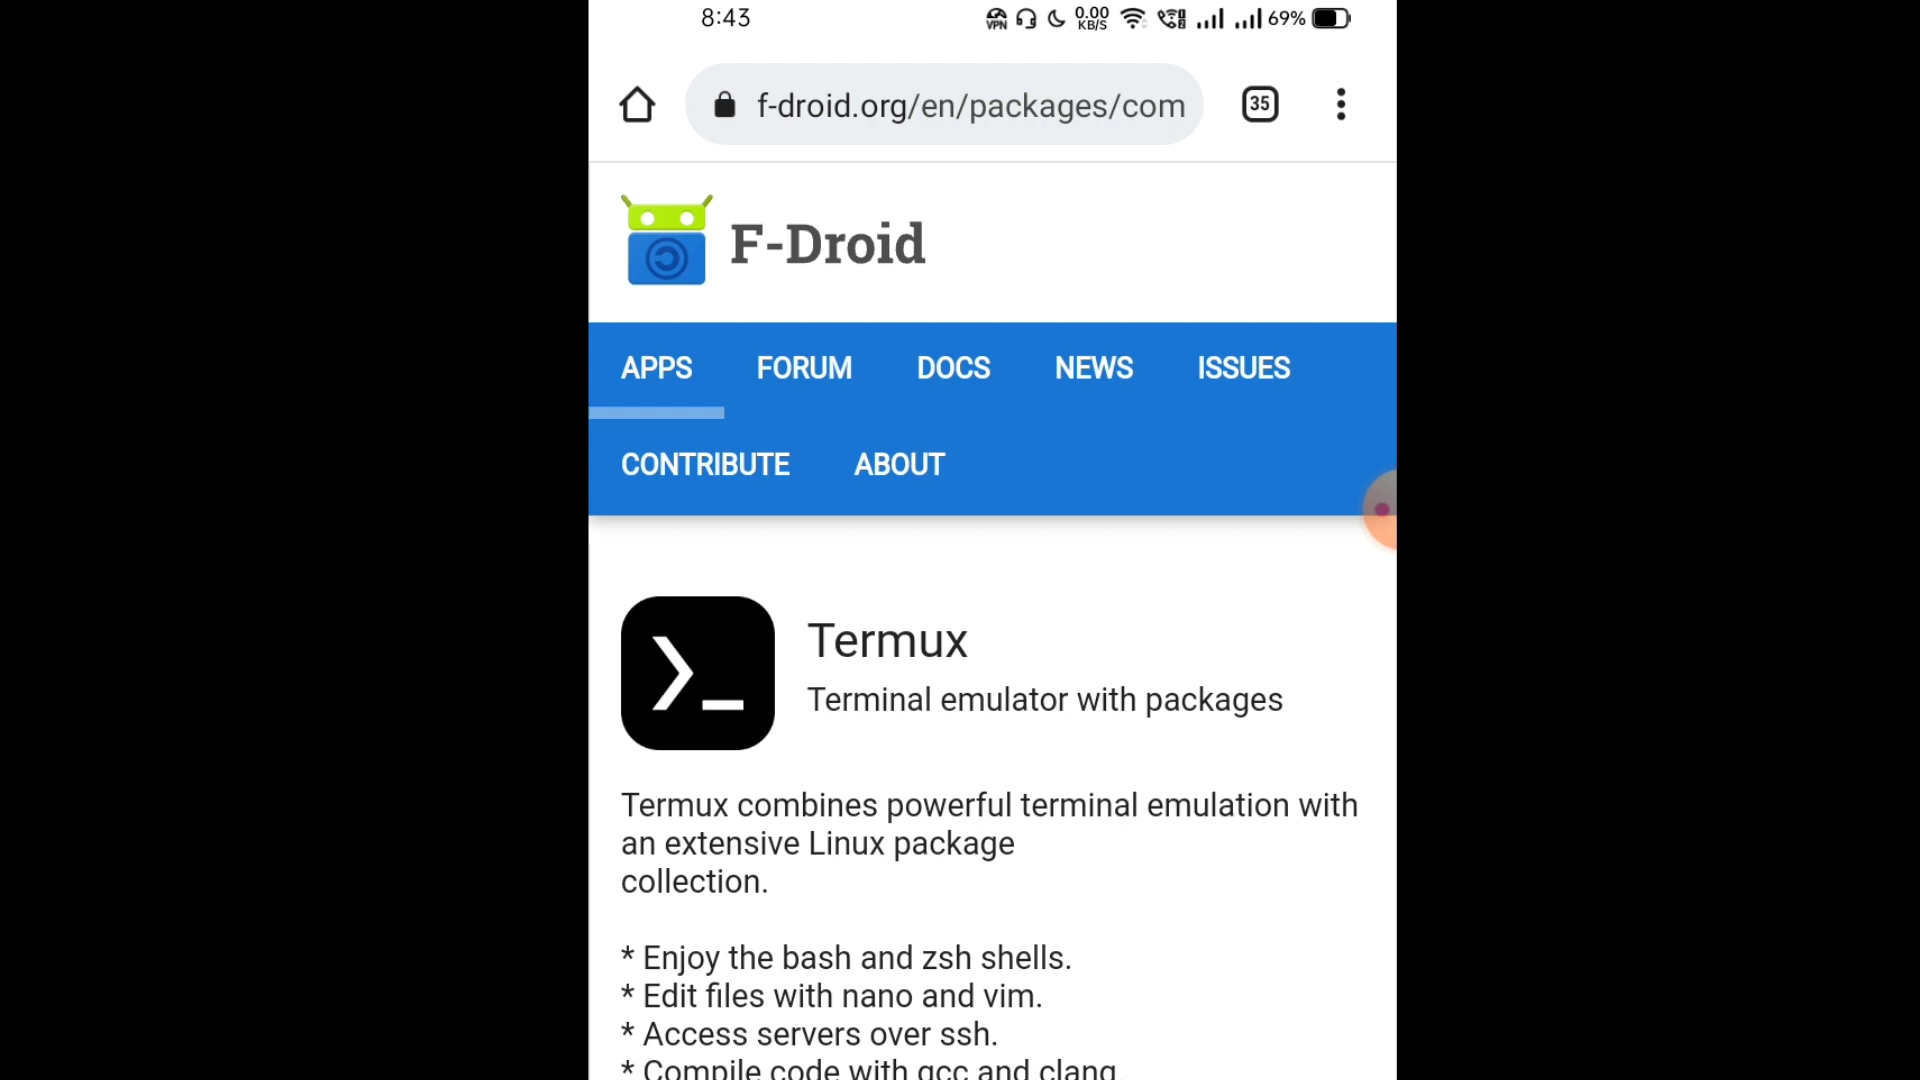 8:43
VPN 0.00 KB/S 69%
f-droid.org/en/packages/com
35
F-Droid
APPS FORUM DOCS NEWS ISSUES
CONTRIBUTE ABOUT
Termux
Terminal emulator with packages
Termux combines powerful terminal emulation with
an extensive Linux package
collection.
* Enjoy the bash and zsh shells.
* Edit files with nano and vim.
* Access servers over ssh.
* Compile code with gcc and clang.